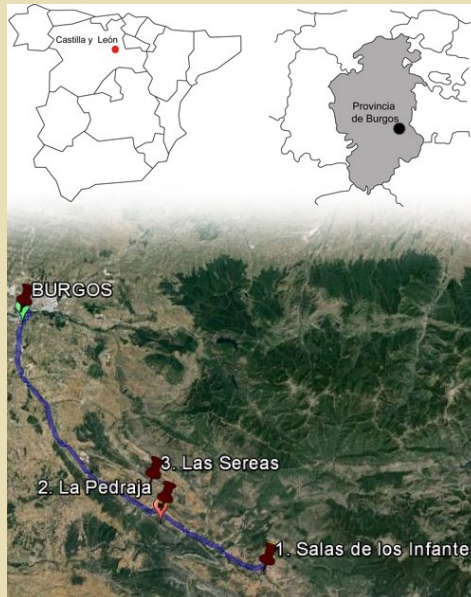 Castilla y León
Provincia
de Burgos
BURGOS
3. Las Sereas
2. La Pedraja
1. Salas de los Infante